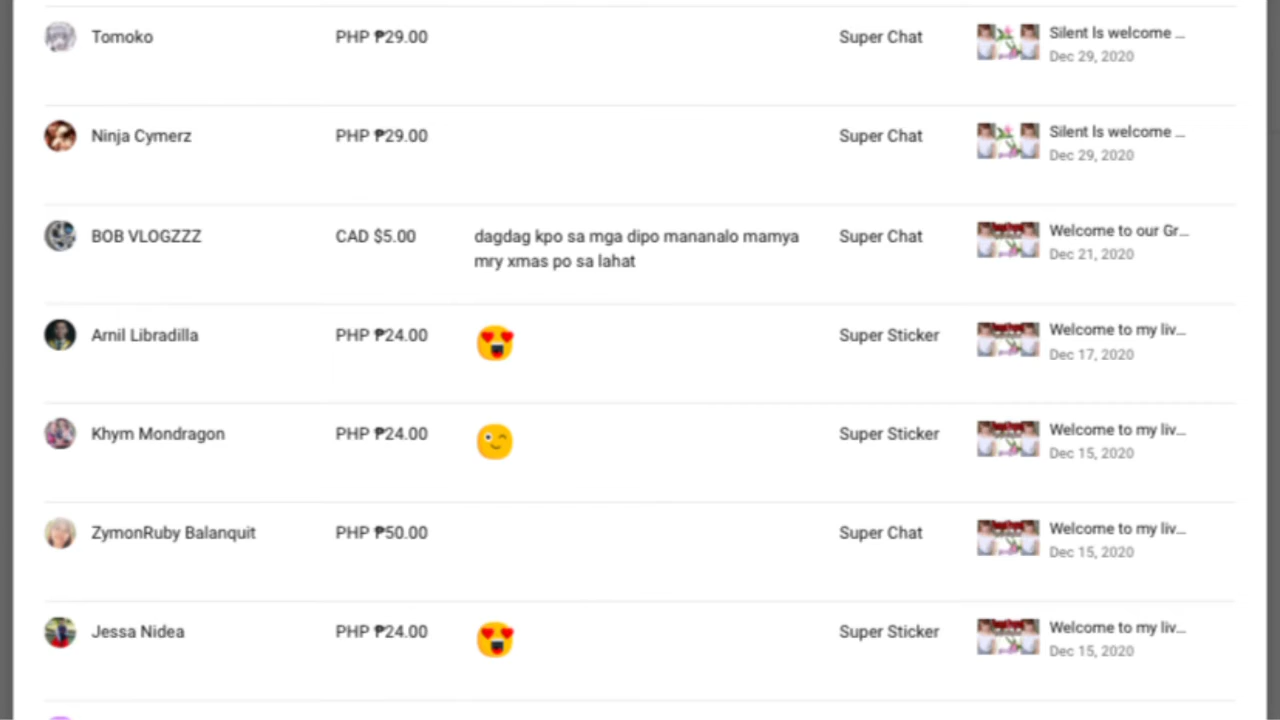 Tomoko PHP ₱29.00 Super Chat Silent Is welcome ...
Dec 29, 2020
Ninja Cymerz PHP ₱29.00 Super Chat Silent Is welcome ...
Dec 29, 2020
BOB VLOGZZZ CAD $5.00 dagdag kpo sa mga dipo mananalo mamya Super Chat Welcome to our Gr...
mry xmas po sa lahat Dec 21, 2020
Arnil Libradilla PHP ₱24.00 Super Sticker Welcome to my liv...
Dec 17, 2020
Khym Mondragon PHP ₱24.00 Super Sticker Welcome to my liv...
Dec 15, 2020
ZymonRuby Balanquit PHP ₱50.00 Super Chat Welcome to my liv...
Dec 15, 2020
Jessa Nidea PHP ₱24.00 Super Sticker Welcome to my liv...
Dec 15, 2020